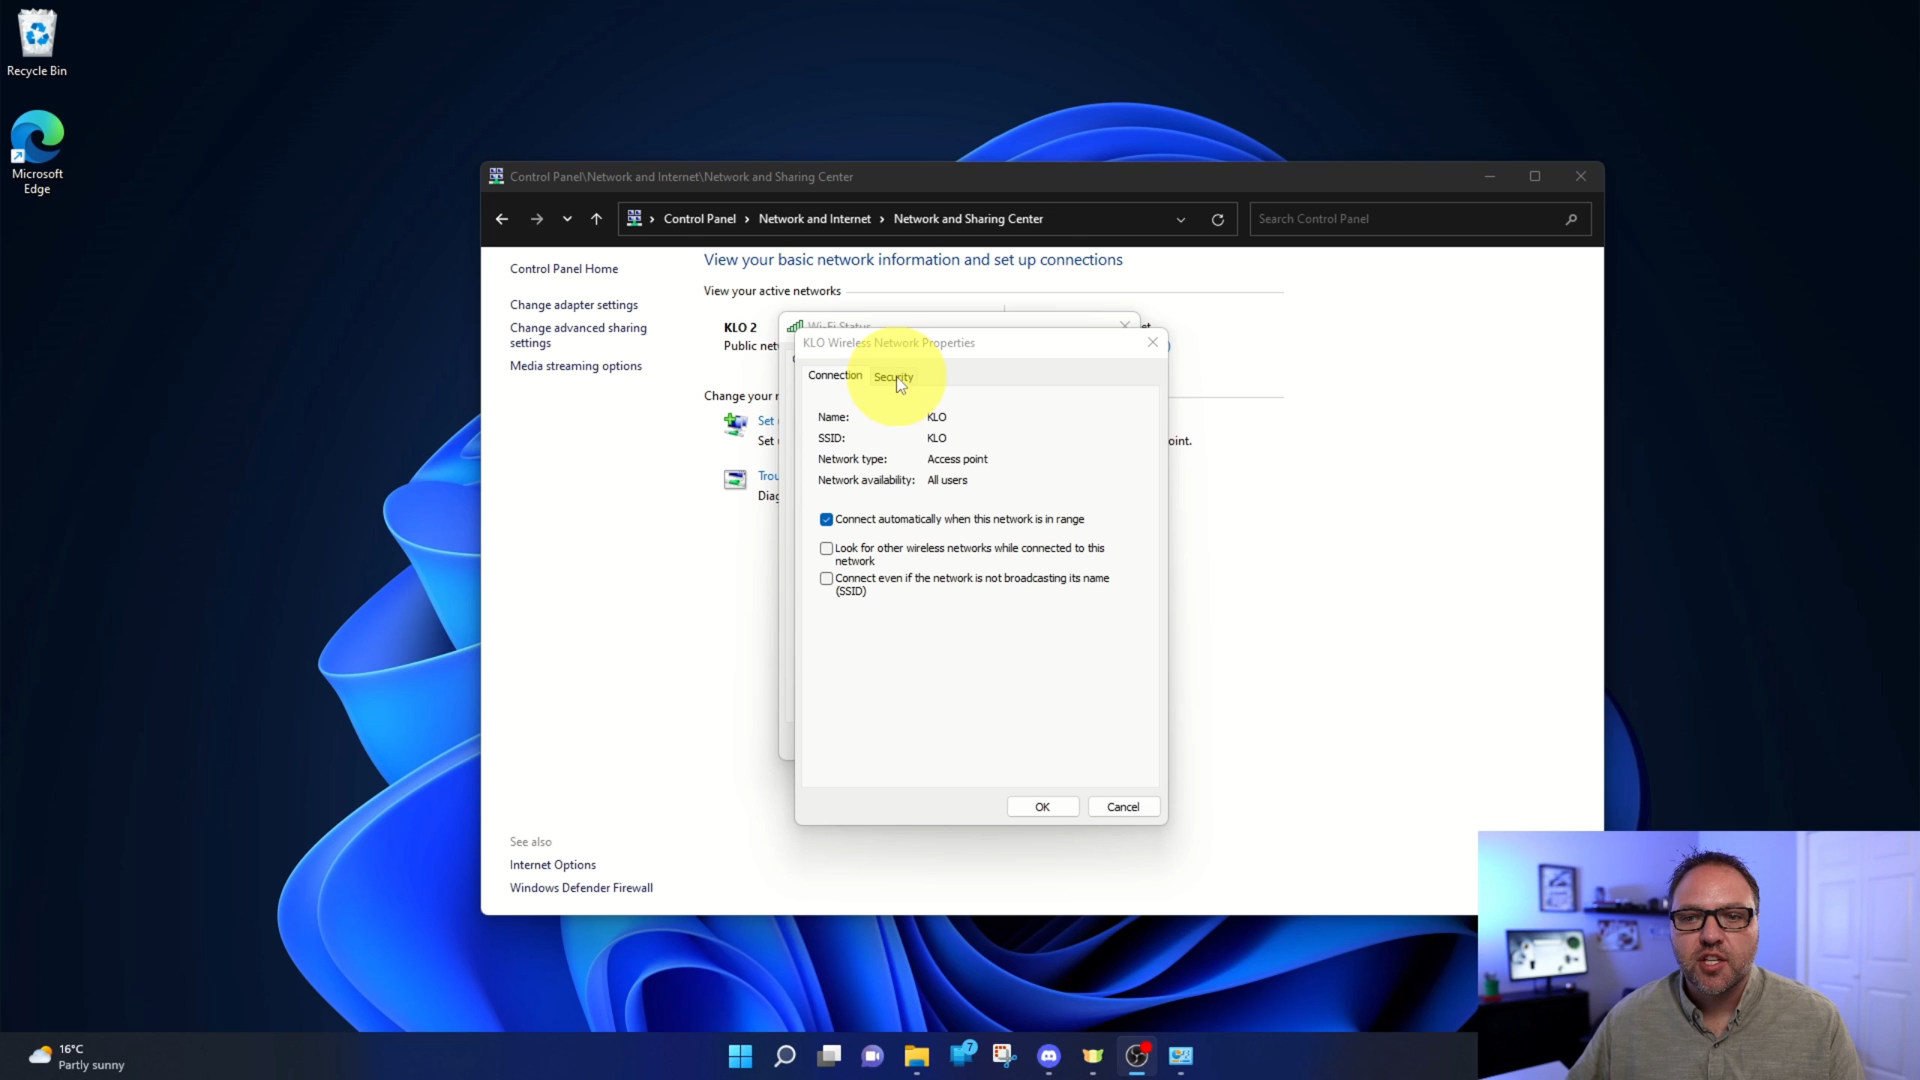 Recycle Bin
Microsoft
Edge
Control Panel\Network and Internet\Network and Sharing Center
Control Panel › Network and Internet › Network and Sharing Center
Search Control Panel
Control Panel Home
Change adapter settings
Change advanced sharing
settings
Media streaming options
View your basic network information and set up connections
View your active networks
KLO 2
Public
Change your
Set
Set
oint.
Wi-Fi Status
KLO Wireless Network Properties
Connection Security
Name: KLO
SSID: KLO
Network type: Access point
Network availability: All users
Connect automatically when this network is in range
Look for other wireless networks while connected to this
network
Connect even if the network is not broadcasting its name
(SSID)
OK Cancel
See also
Internet Options
Windows Defender Firewall
16°C
Partly sunny
7